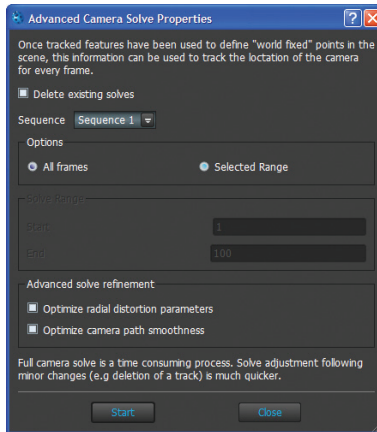 Advanced Camera Solve Properties
Once tracked features have been used to define "world fixed" points in the
scene, this information can be used to track the loctation of the camera
for every frame.
Delete existing solves
Sequence Sequence 1
Options
All frames Selected Range
Solve Range
Start 1
End 100
Advanced solve refinement
Optimize radial distortion parameters
Optimize camera path smoothness
Full camera solve is a time consuming process. Solve adjustment following
minor changes (e.g deletion of a track) is much quicker.
Start Close